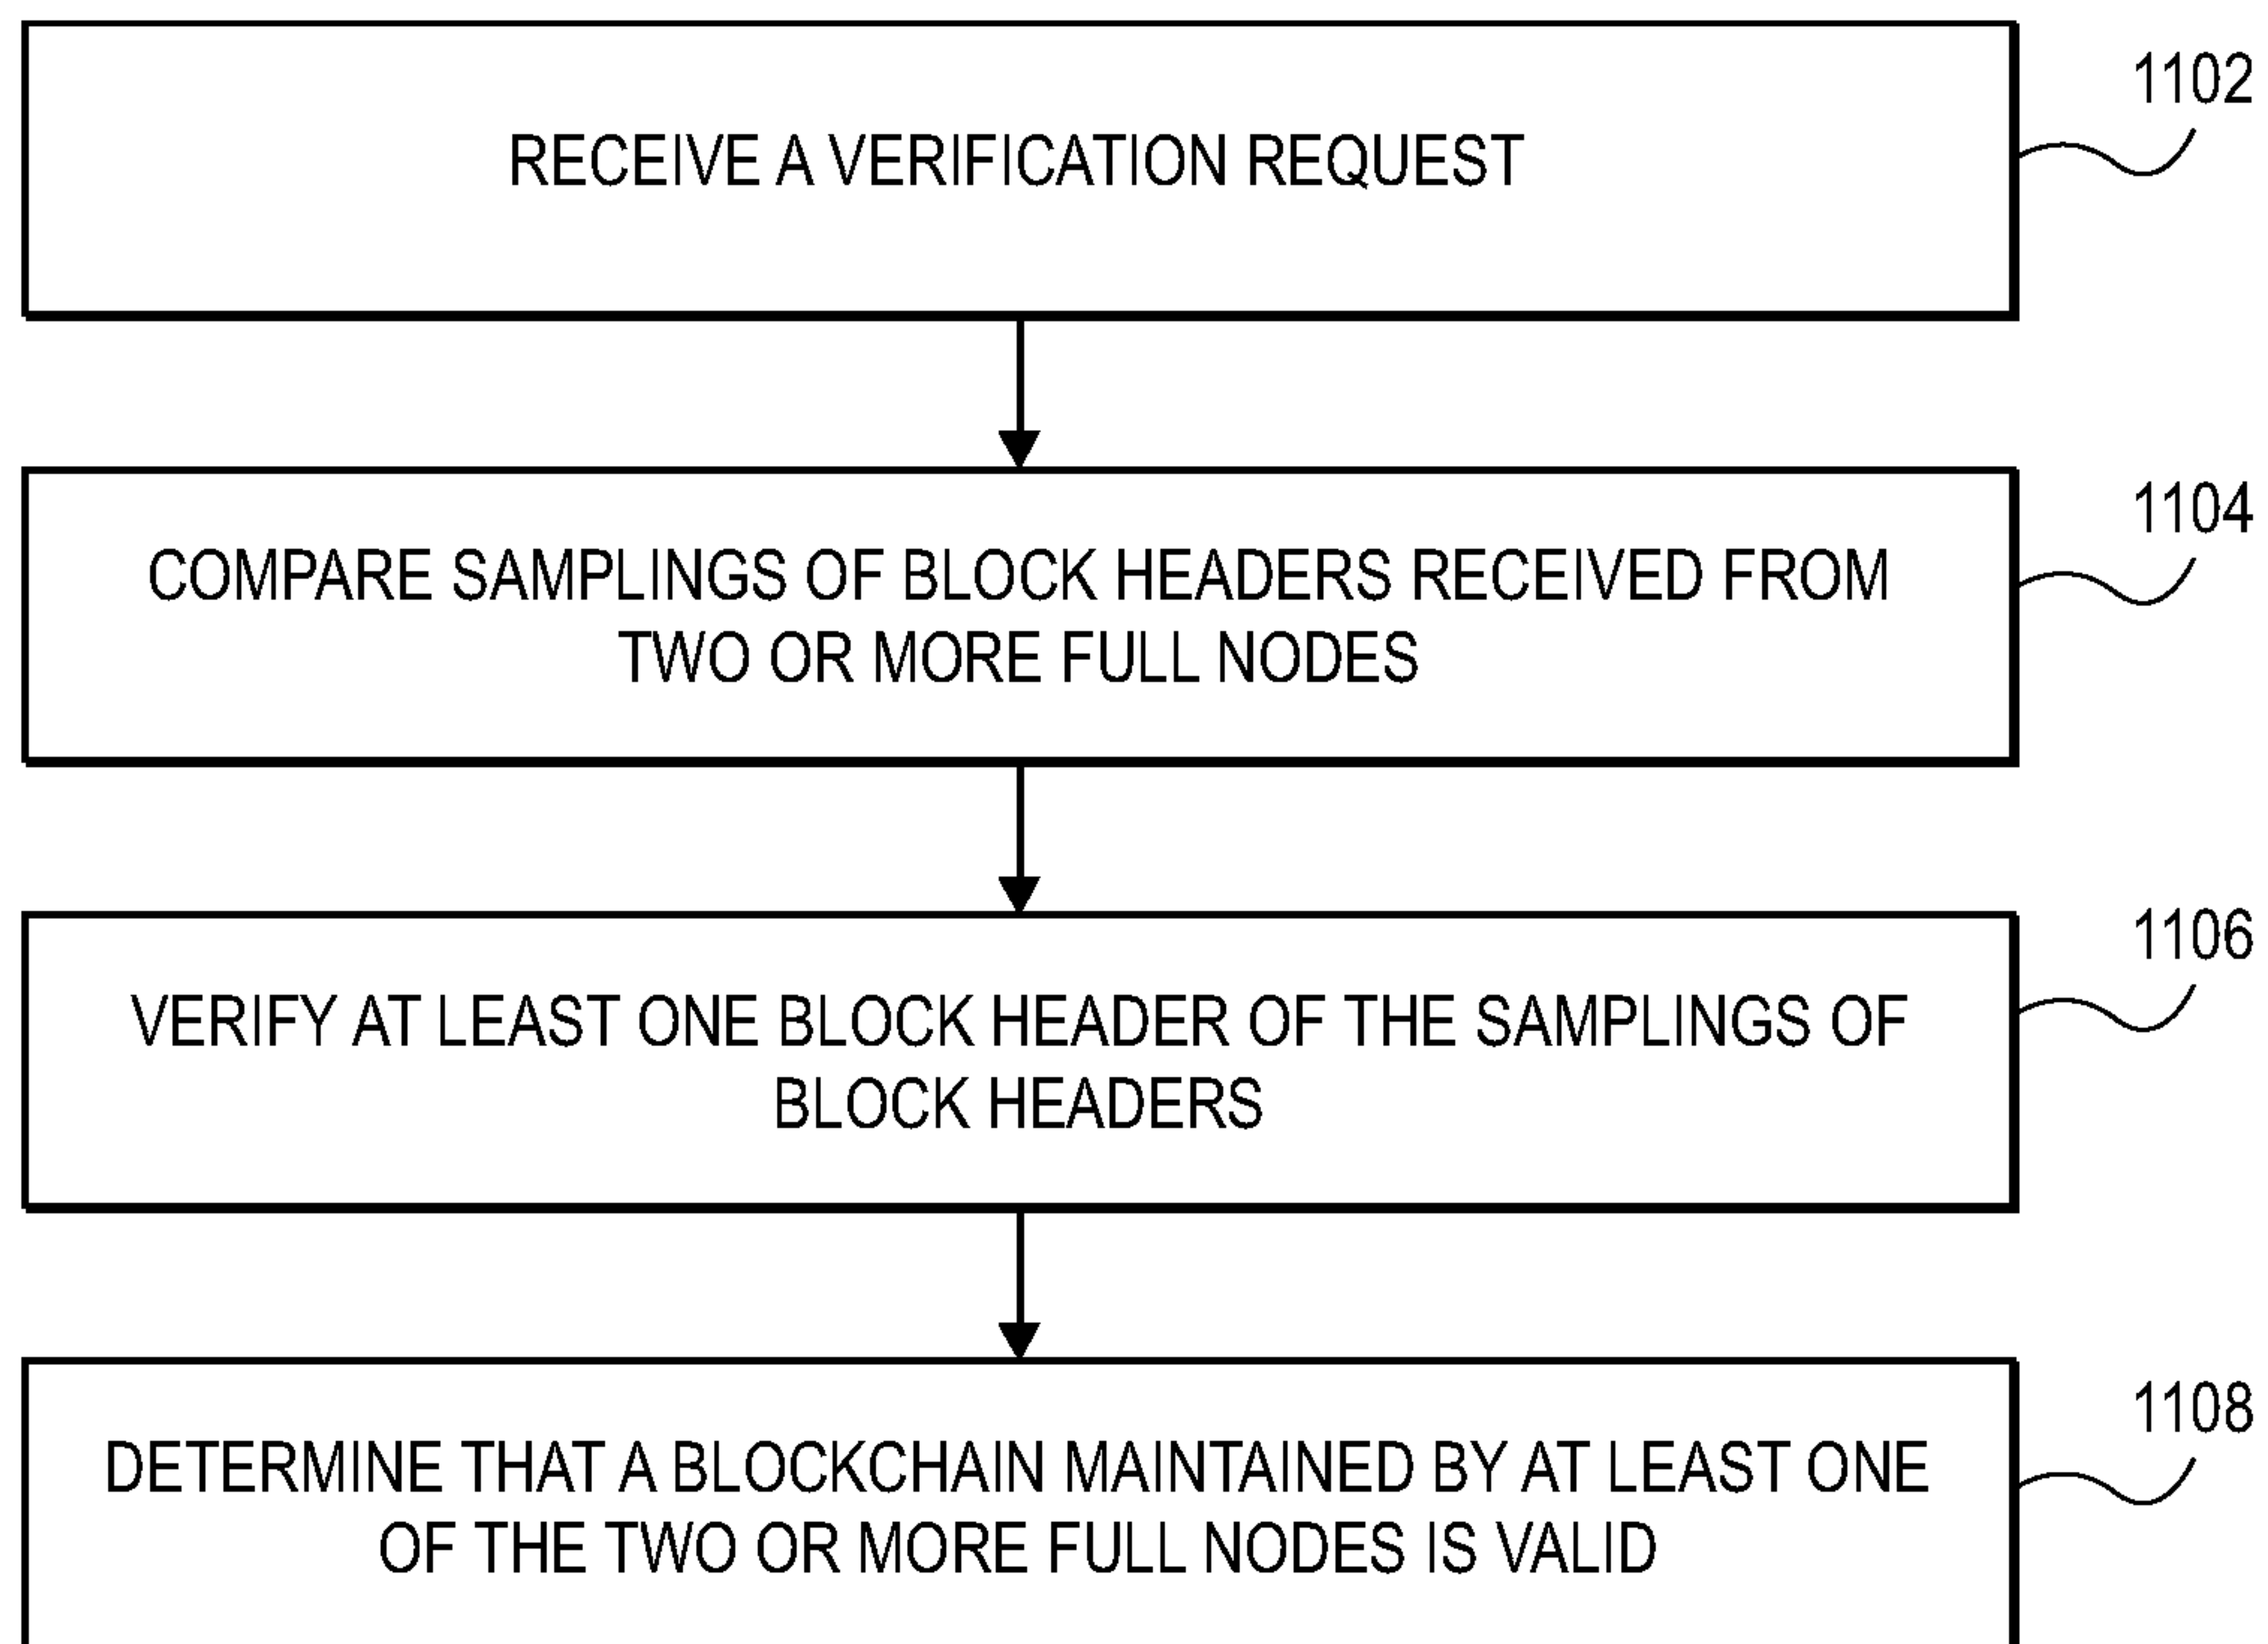 1102
RECEIVE A VERIFICATION REQUEST
1104
COMPARE SAMPLINGS OF BLOCK HEADERS RECEIVED FROM
TWO OR MORE FULL NODES
1106
VERIFY AT LEAST ONE BLOCK HEADER OF THE SAMPLINGS OF
BLOCK HEADERS
1108
DETERMINE THAT A BLOCKCHAIN MAINTAINED BY AT LEAST ONE
OF THE TWO OR MORE FULL NODES IS VALID